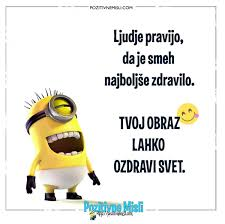 POZITIVNEMISLI.COM
Ljudje pravijo,
da je smeh
najboljše zdravilo.
TVOJ OBRAZ
LAHKO
OZDRAVI SVET.
Pozitivne Misli